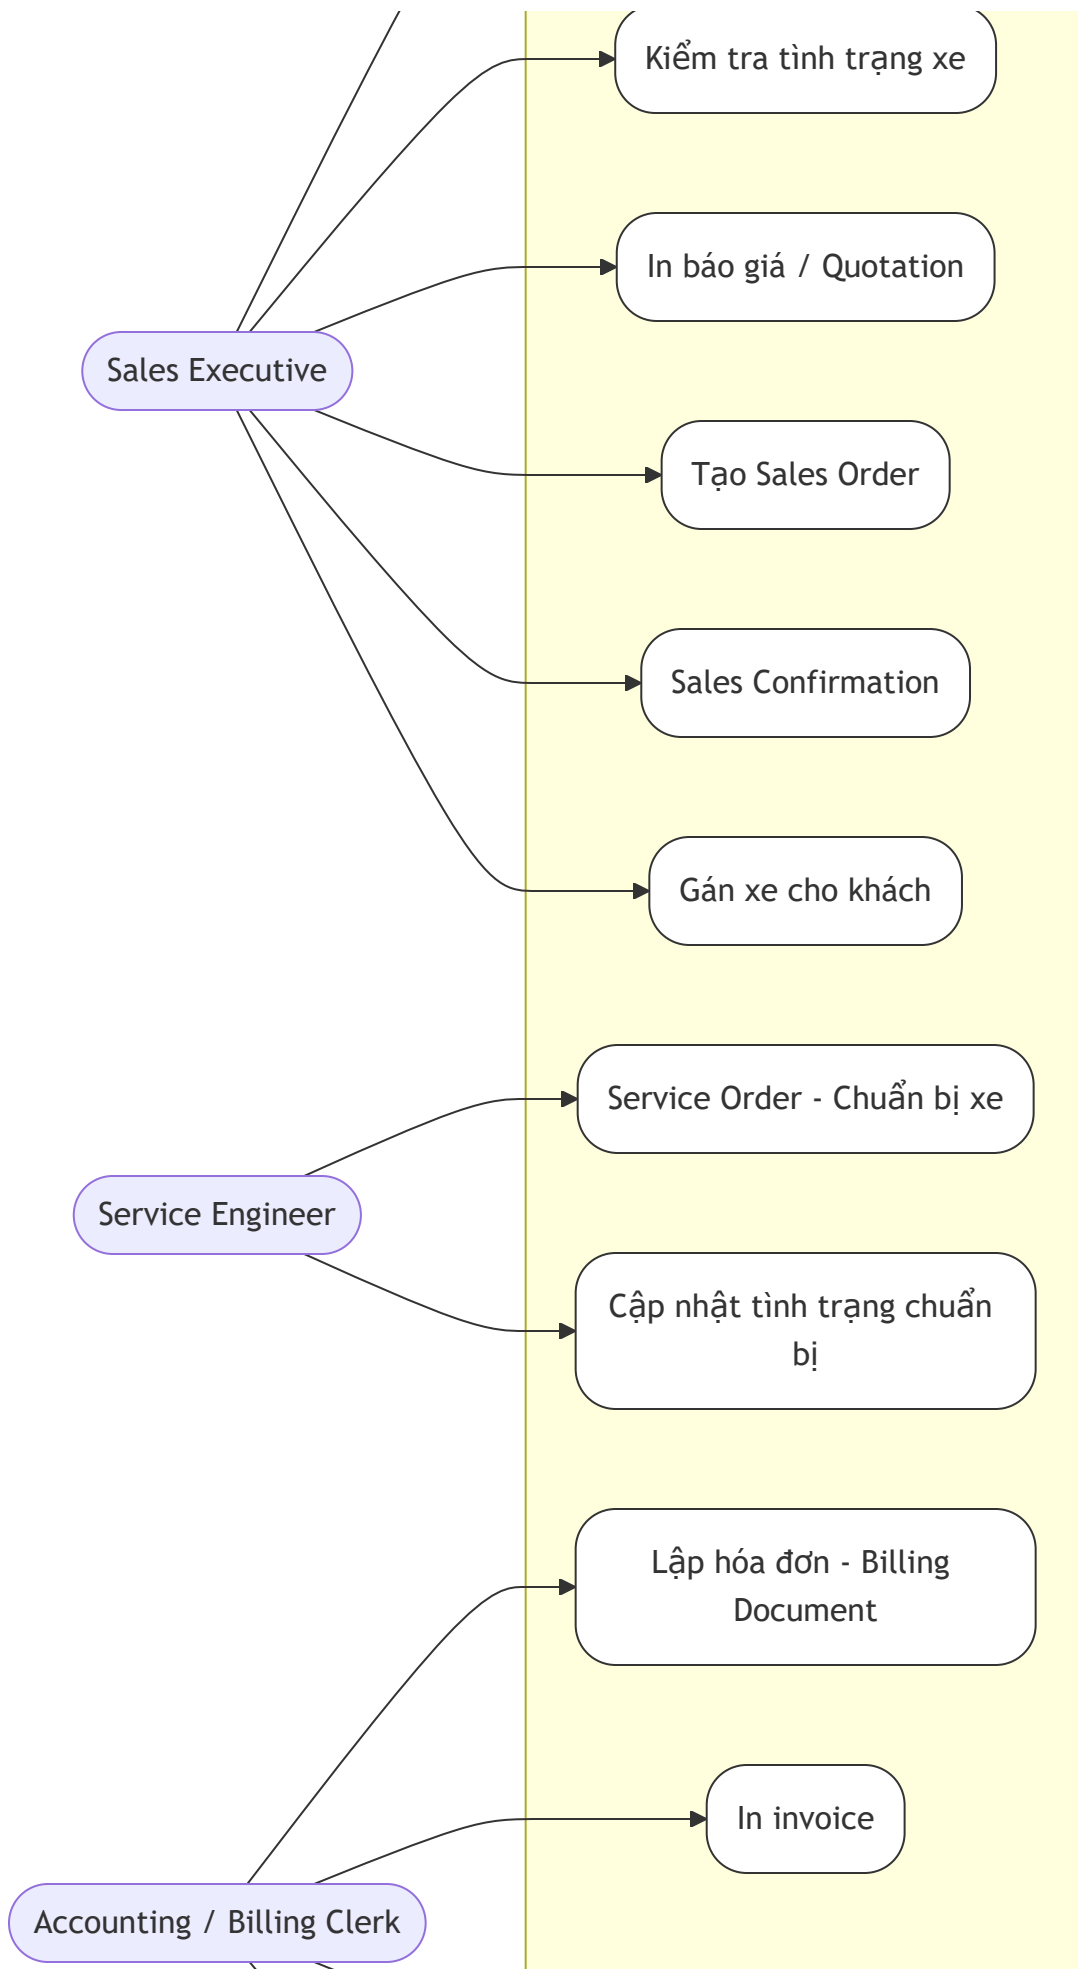 Kiểm tra tình trạng xe
In báo giá / Quotation
Sales Executive
Tạo Sales Order
Sales Confirmation
Gán xe cho khách
Service Order - Chuẩn bị xe
Service Engineer
Cập nhật tình trạng chuẩn
bị
Lập hóa đơn - Billing
Document
In invoice
Accounting / Billing Clerk